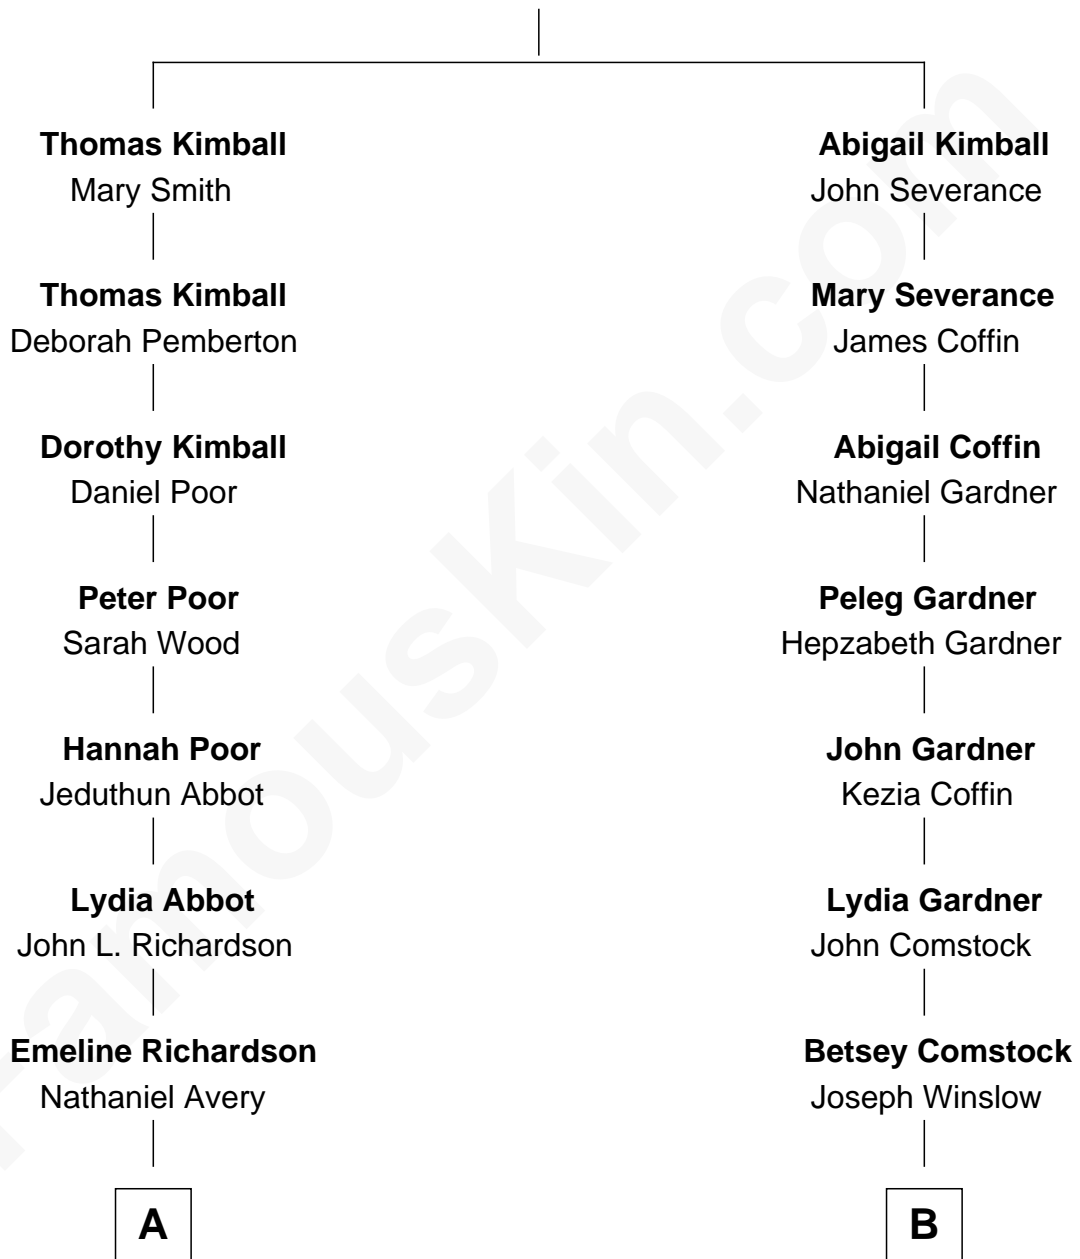 Thomas Kimball
Mary Smith
Thomas Kimball
Deborah Pemberton
Dorothy Kimball
Daniel Poor
Peter Poor
Sarah Wood
Hannah Poor
Jeduthun Abbot
Lydia Abbot
John L. Richardson
Emeline Richardson
Nathaniel Avery
A
Abigail Kimball
John Severance
Mary Severance
James Coffin
Abigail Coffin
Nathaniel Gardner
Peleg Gardner
Hepzabeth Gardner
John Gardner
Kezia Coffin
Lydia Gardner
John Comstock
Betsey Comstock
Joseph Winslow
B
FamousKin.com